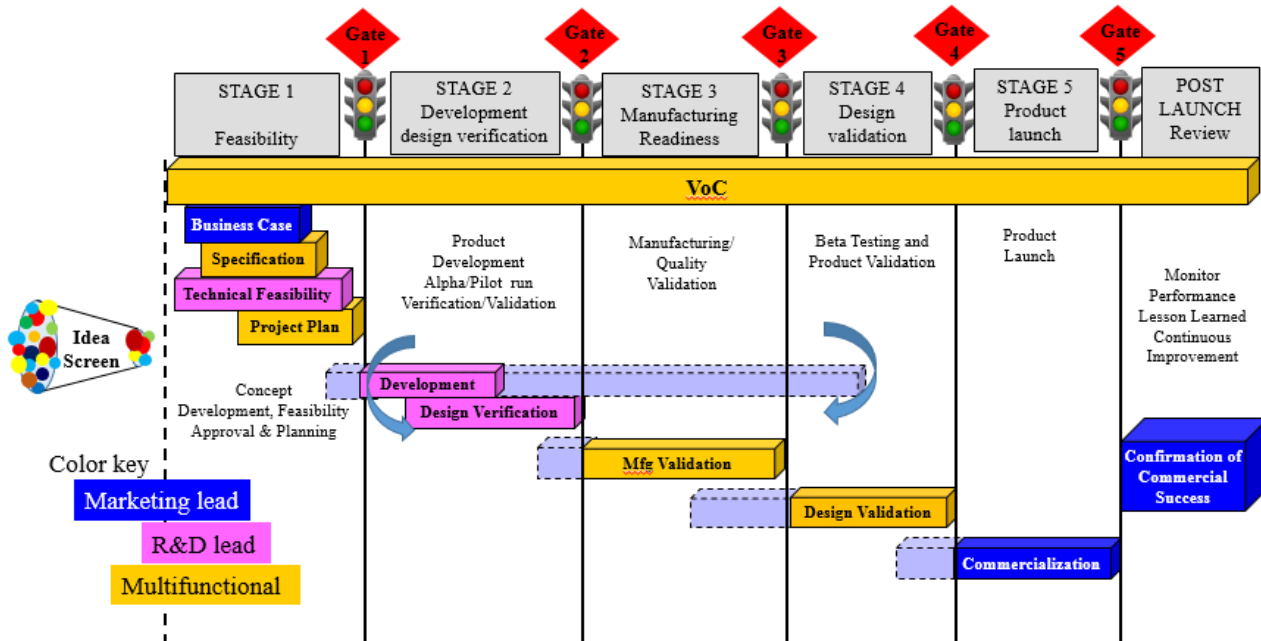 Gate
1
Gate
2
Gate
3
Gate
4
Gate
5
STAGE 1
Feasibility
STAGE 2
Development
design verification
STAGE 3
Manufacturing
Readiness
STAGE 4
Design
validation
STAGE 5
Product
launch
POST
LAUNCH
Review
VoC
Business Case
Specification
Technical Feasibility
Project Plan
Product
Development
Alpha/Pilot run
Verification/Validation
Manufacturing/
Quality
Validation
Beta Testing and
Product Validation
Product
Launch
Monitor
Performance
Lesson Learned
Continuous
Improvement
Idea
Screen
Concept
Development, Feasibility
Approval & Planning
Development
Design Verification
Mfg Validation
Design Validation
Commercialization
Confirmation of
Commercial
Success
Color key
Marketing lead
R&D lead
Multifunctional